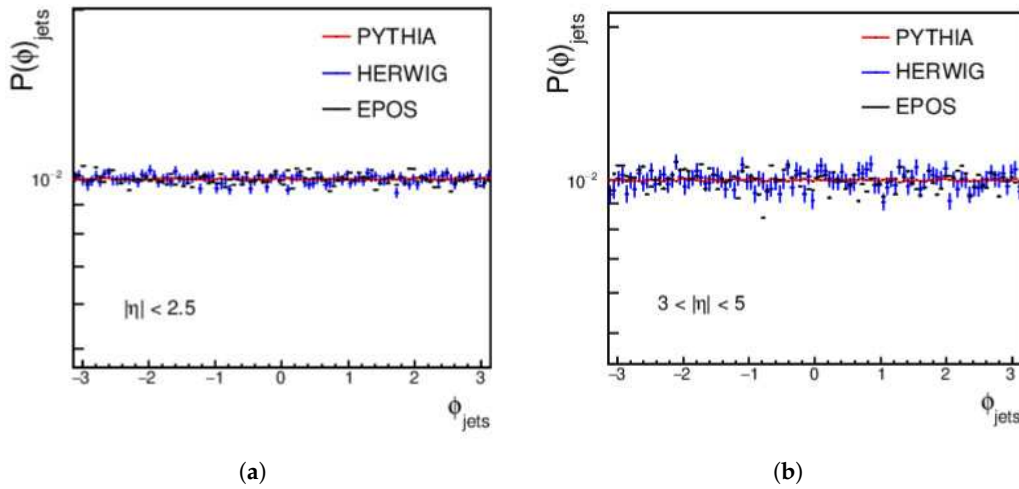 P(ϕ)jets
PYTHIA
HERWIG
EPOS
10⁻²
|η| < 2.5
−3 −2 −1 0 1 2 3
ϕjets
(a)
P(ϕ)jets
PYTHIA
HERWIG
EPOS
10⁻²
3 < |η| < 5
−3 −2 −1 0 1 2 3
ϕjets
(b)